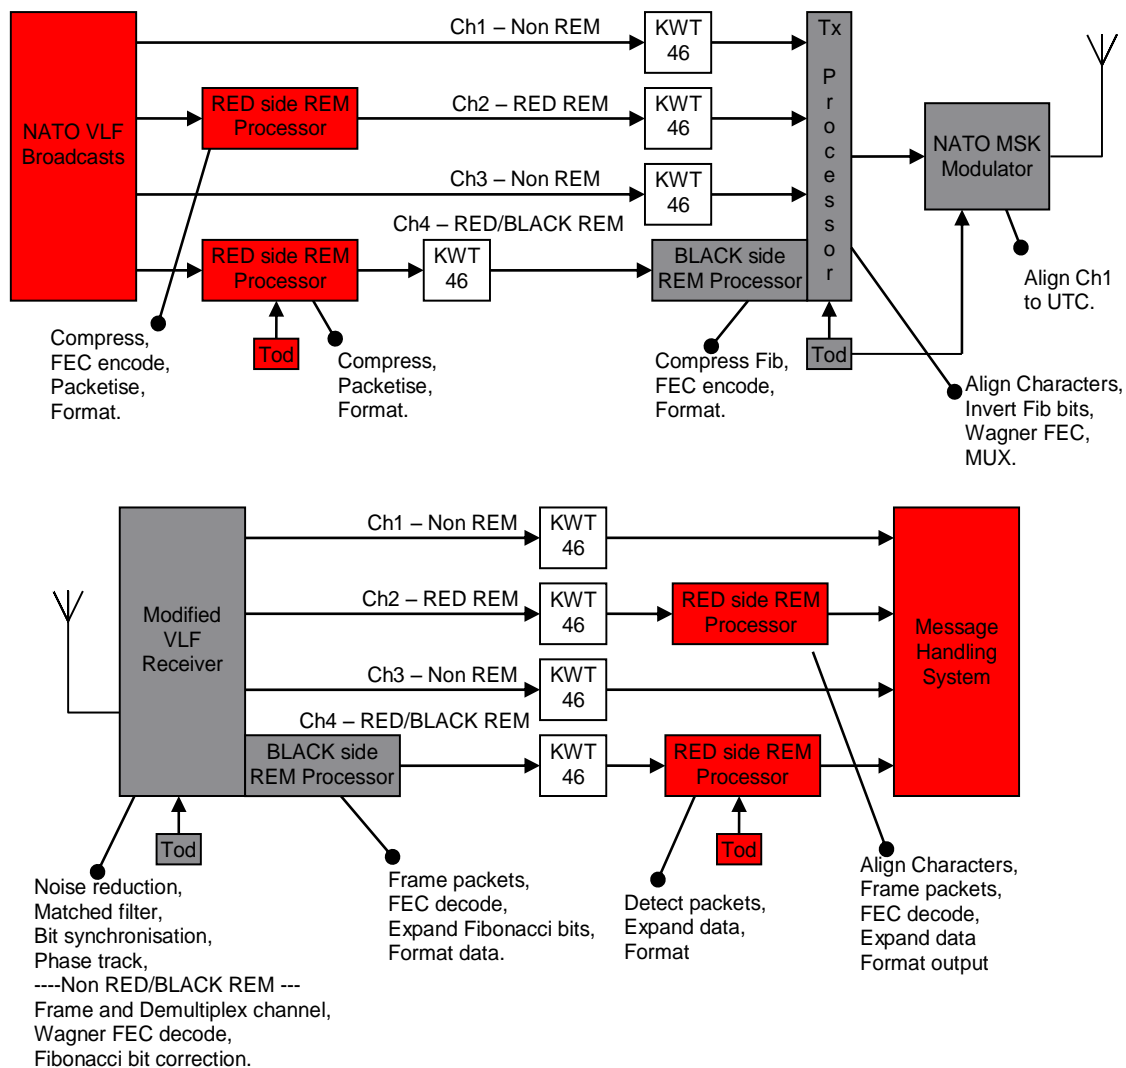 Ch1 – Non REM
KWT
46
Tx
P
r
o
c
e
s
s
o
r
NATO VLF
Broadcasts
RED side REM
Processor
Ch2 – RED REM
KWT
46
NATO MSK
Modulator
Ch3 – Non REM
KWT
46
Ch4 – RED/BLACK REM
RED side REM
Processor
KWT
46
BLACK side
REM Processor
Align Ch1
to UTC.
Tod
Tod
Compress,
FEC encode,
Packetise,
Format.
Compress,
Packetise,
Format.
Compress Fib,
FEC encode,
Format.
Align Characters,
Invert Fib bits,
Wagner FEC,
MUX.
Ch1 – Non REM
KWT
46
Modified
VLF
Receiver
Ch2 – RED REM
KWT
46
RED side REM
Processor
Message
Handling
System
Ch3 – Non REM
KWT
46
Ch4 – RED/BLACK REM
BLACK side
REM Processor
KWT
46
RED side REM
Processor
Tod
Tod
Noise reduction,
Matched filter,
Bit synchronisation,
Phase track,
----Non RED/BLACK REM ---
Frame and Demultiplex channel,
Wagner FEC decode,
Fibonacci bit correction.
Frame packets,
FEC decode,
Expand Fibonacci bits,
Format data.
Detect packets,
Expand data,
Format
Align Characters,
Frame packets,
FEC decode,
Expand data
Format output